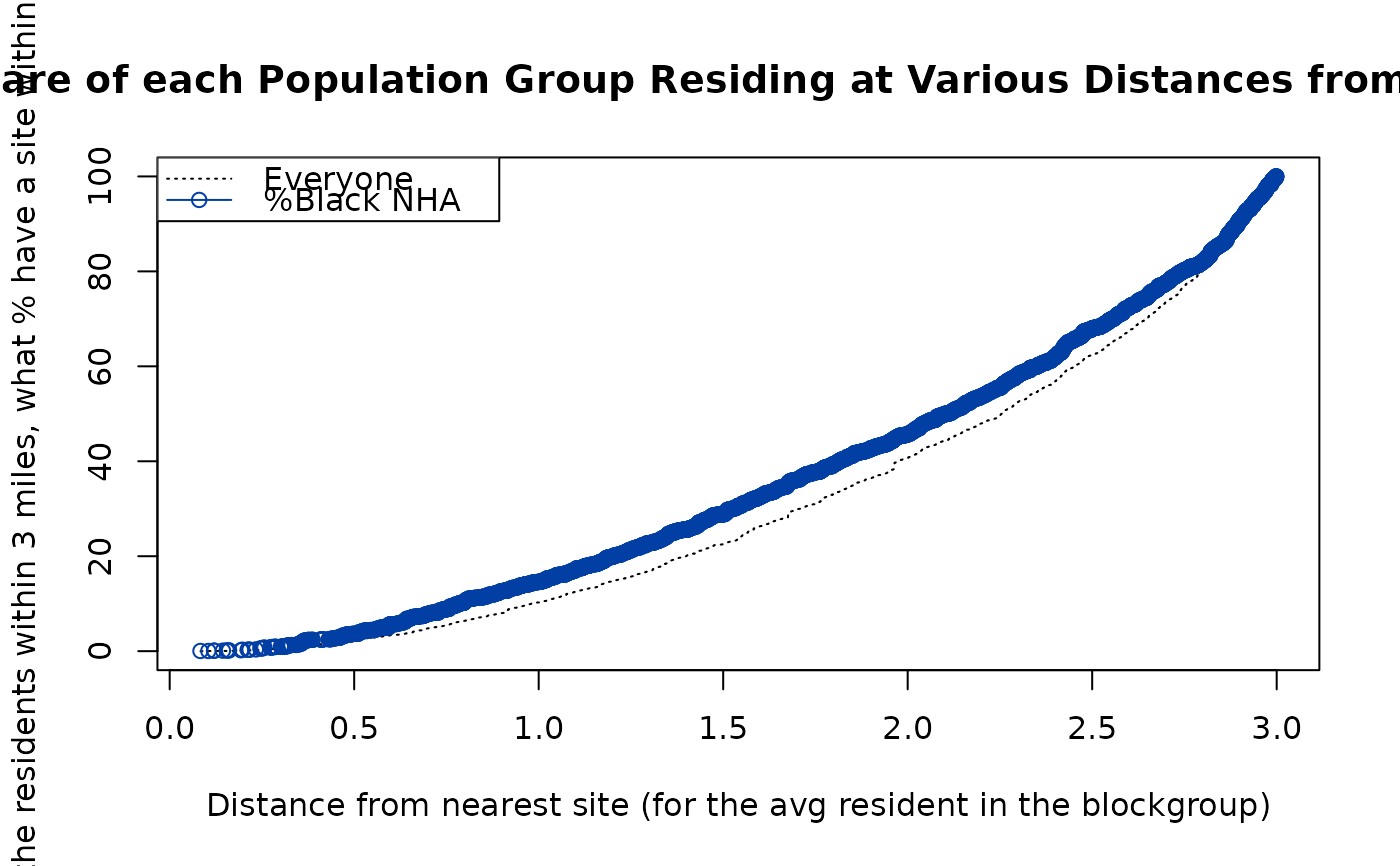 are of each Population Group Residing at Various Distances from
he residents within 3 miles, what % have a site within
Everyone
%Black NHA
100
80
60
40
20
0
0.0 0.5 1.0 1.5 2.0 2.5 3.0
Distance from nearest site (for the avg resident in the blockgroup)